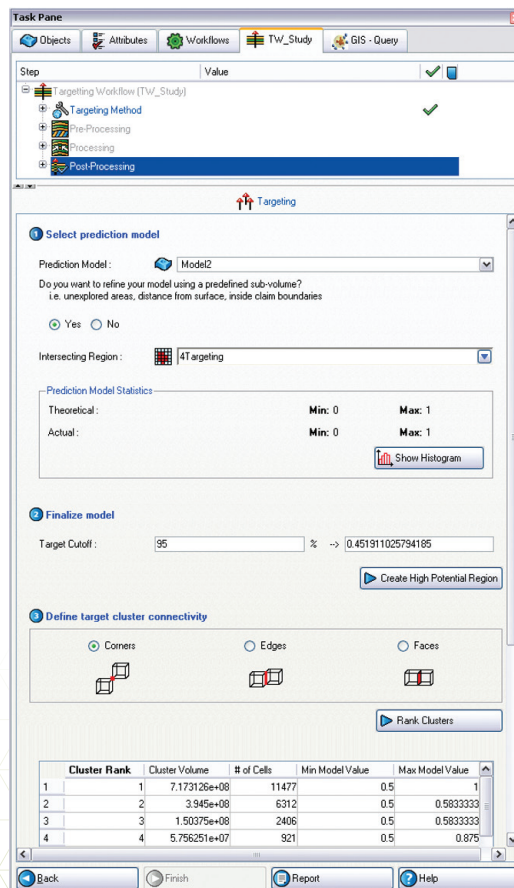 Task Pane
Objects Attributes Workflows TW_Study GIS - Query
Step Value
Targetting Workflow (TW_Study)
Targeting Method
Pre-Processing
Processing
Post-Processing
Targeting
1 Select prediction model
Prediction Model : Model2
Do you want to refine your model using a predefined sub-volume?
i.e. unexplored areas, distance from surface, inside claim boundaries
Yes No
Intersecting Region : 4Targeting
Prediction Model Statistics
Theoretical : Min: 0 Max: 1
Actual : Min: 0 Max: 1
Show Histogram
2 Finalize model
Target Cutoff : 95 % --> 0.451911025794185
Create High Potential Region
3 Define target cluster connectivity
Corners Edges Faces
Rank Clusters
Cluster Rank Cluster Volume # of Cells Min Model Value Max Model Value
1 1 7.173126e+08 11477 0.5 1
2 2 3.945e+08 6312 0.5 0.5833333
3 3 1.50375e+08 2406 0.5 0.5833333
4 4 5.756251e+07 921 0.5 0.875
Back Finish Report Help